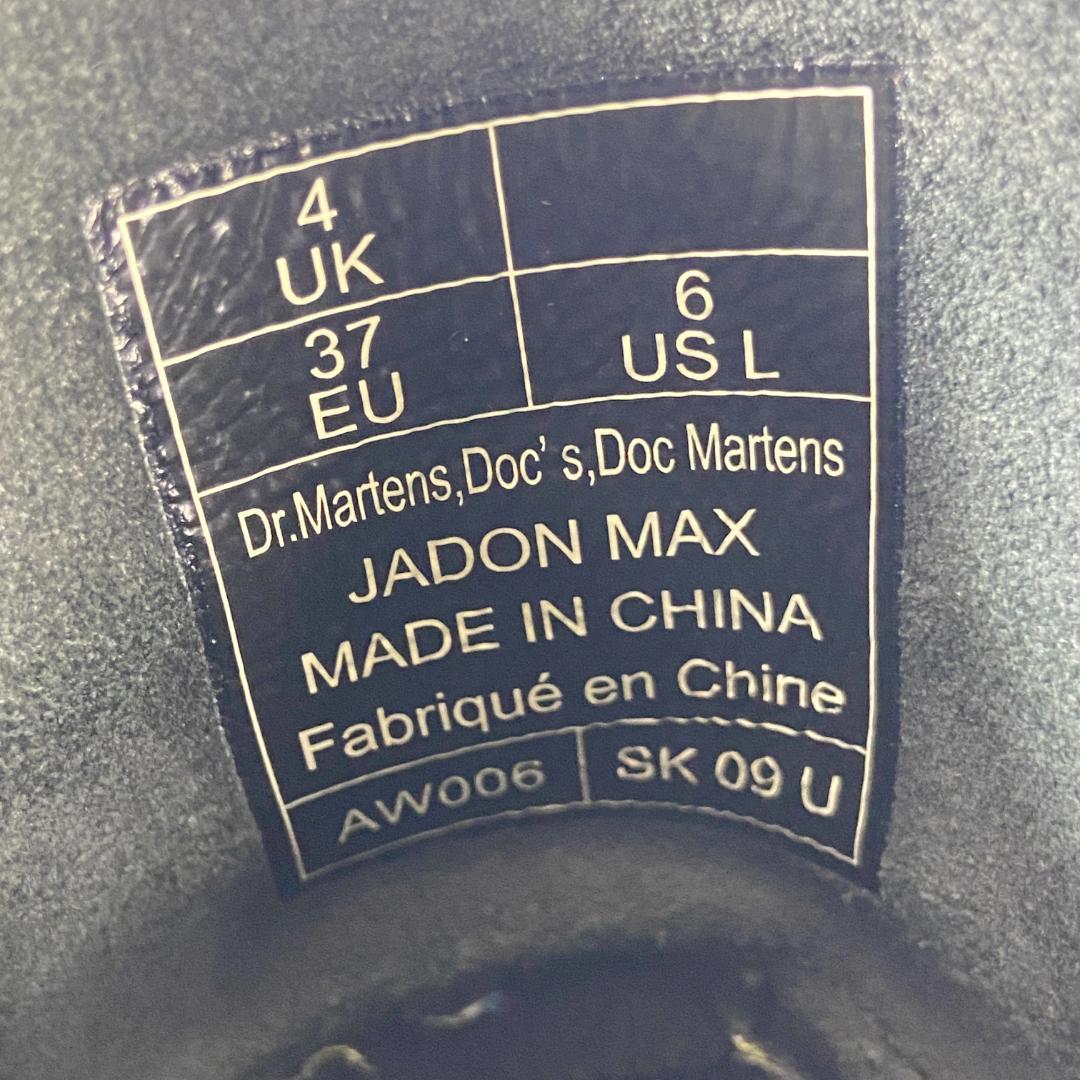 4
UK
37
EU
6
US L
Dr.Martens,Doc' s,Doc Martens
JADON MAX
MADE IN CHINA
Fabriqué en Chine
AW006
SK 09 U